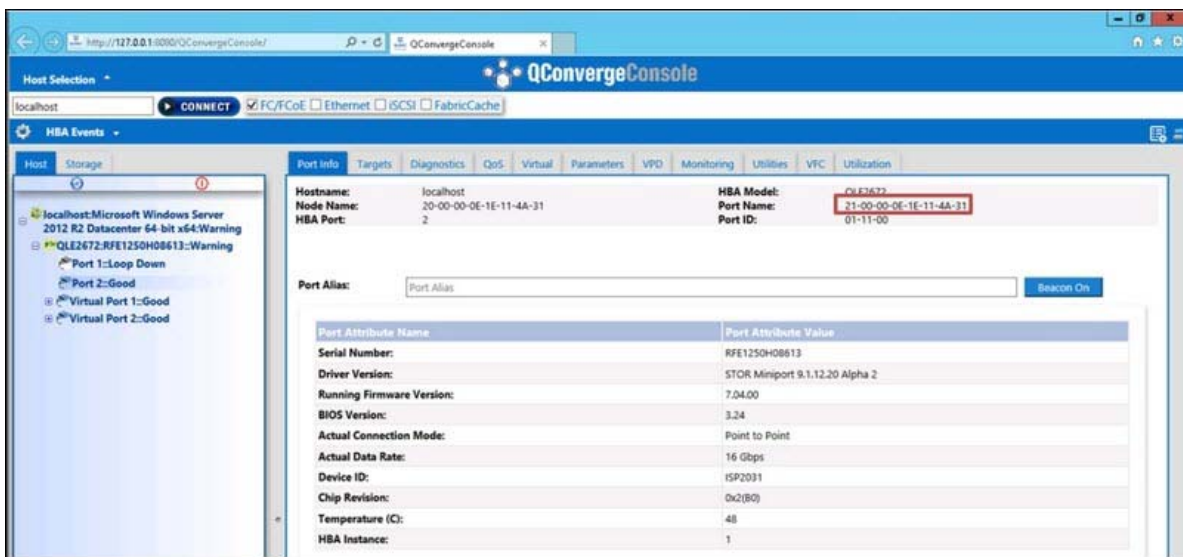 http://127.0.0.1:8080/QConvergeConsole/
QConvergeConsole
Host Selection
QConvergeConsole
localhost
CONNECT
FC/FCoE Ethernet iSCSI FabricCache
HBA Events
Host Storage
localhost:Microsoft Windows Server
2012 R2 Datacenter 64-bit x64:Warning
QLE2672:RFE1250H08613::Warning
Port 1::Loop Down
Port 2::Good
Virtual Port 1::Good
Virtual Port 2::Good
Port Info Targets Diagnostics QoS Virtual Parameters VPD Monitoring Utilities VFC Utilization
Hostname: localhost HBA Model: QLE2672
Node Name: 20-00-00-0E-1E-11-4A-31 Port Name: 21-00-00-0E-1E-11-4A-31
HBA Port: 2 Port ID: 01-11-00
Port Alias: Port Alias Beacon On
Port Attribute Name Port Attribute Value
Serial Number: RFE1250H08613
Driver Version: STOR Miniport 9.1.12.20 Alpha 2
Running Firmware Version: 7.04.00
BIOS Version: 3.24
Actual Connection Mode: Point to Point
Actual Data Rate: 16 Gbps
Device ID: ISP2031
Chip Revision: 0x2(B0)
Temperature (C): 48
HBA Instance: 1